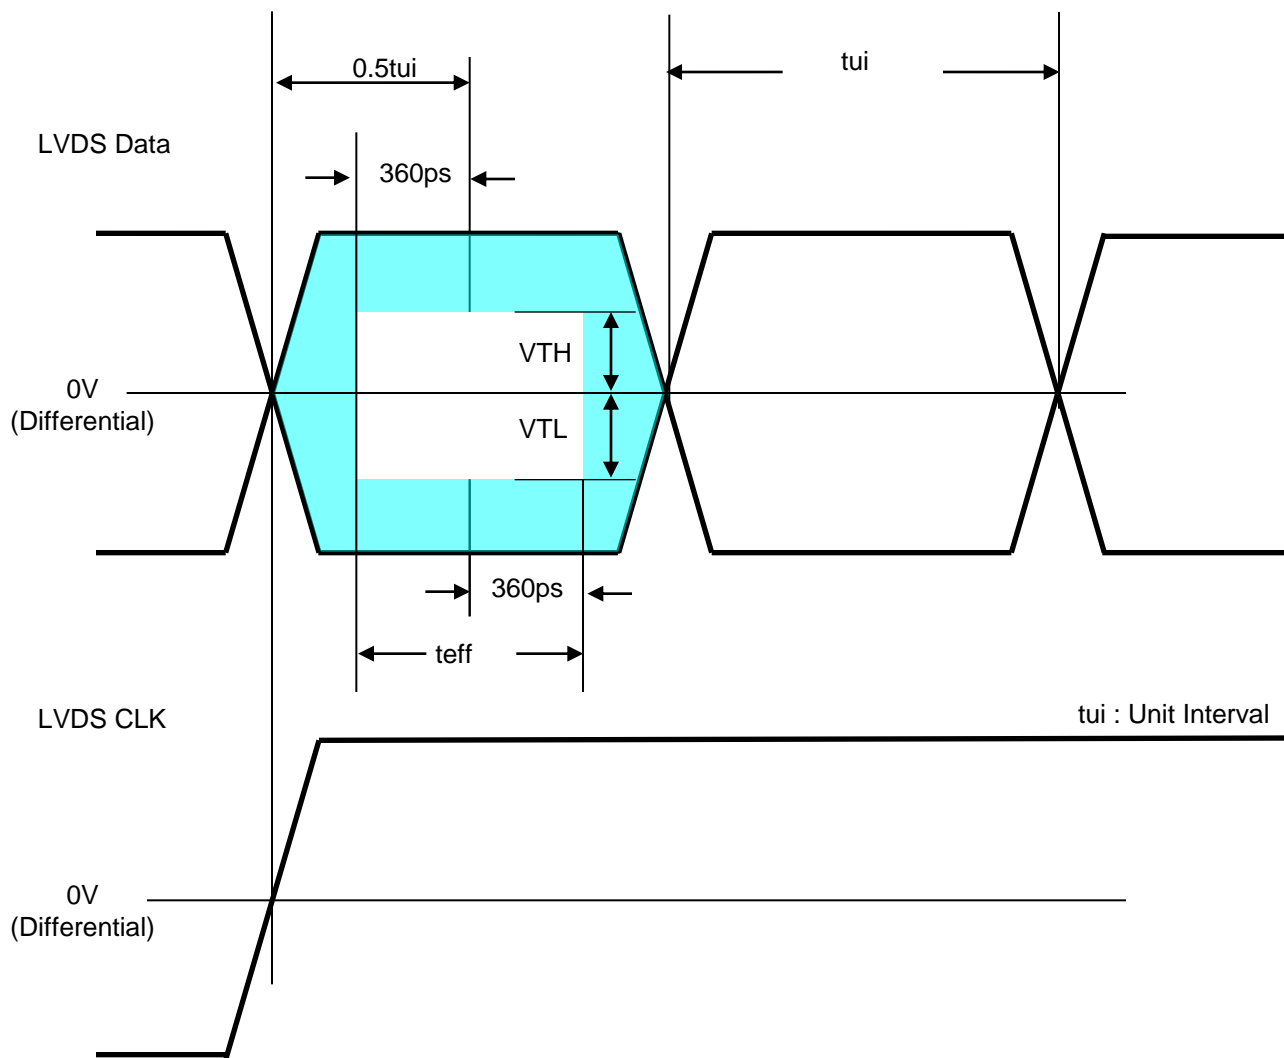 0.5tui
tui
LVDS Data
360ps
VTH
0V
(Differential)
VTL
360ps
teff
LVDS CLK
tui : Unit Interval
0V
(Differential)